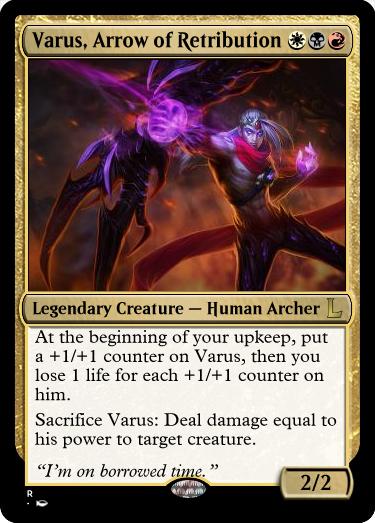 Varus, Arrow of Retribution
Legendary Creature — Human Archer L
At the beginning of your upkeep, put
a +1/+1 counter on Varus, then you
lose 1 life for each +1/+1 counter on
him.
Sacrifice Varus: Deal damage equal to
his power to target creature.
“I'm on borrowed time.”
2/2
R